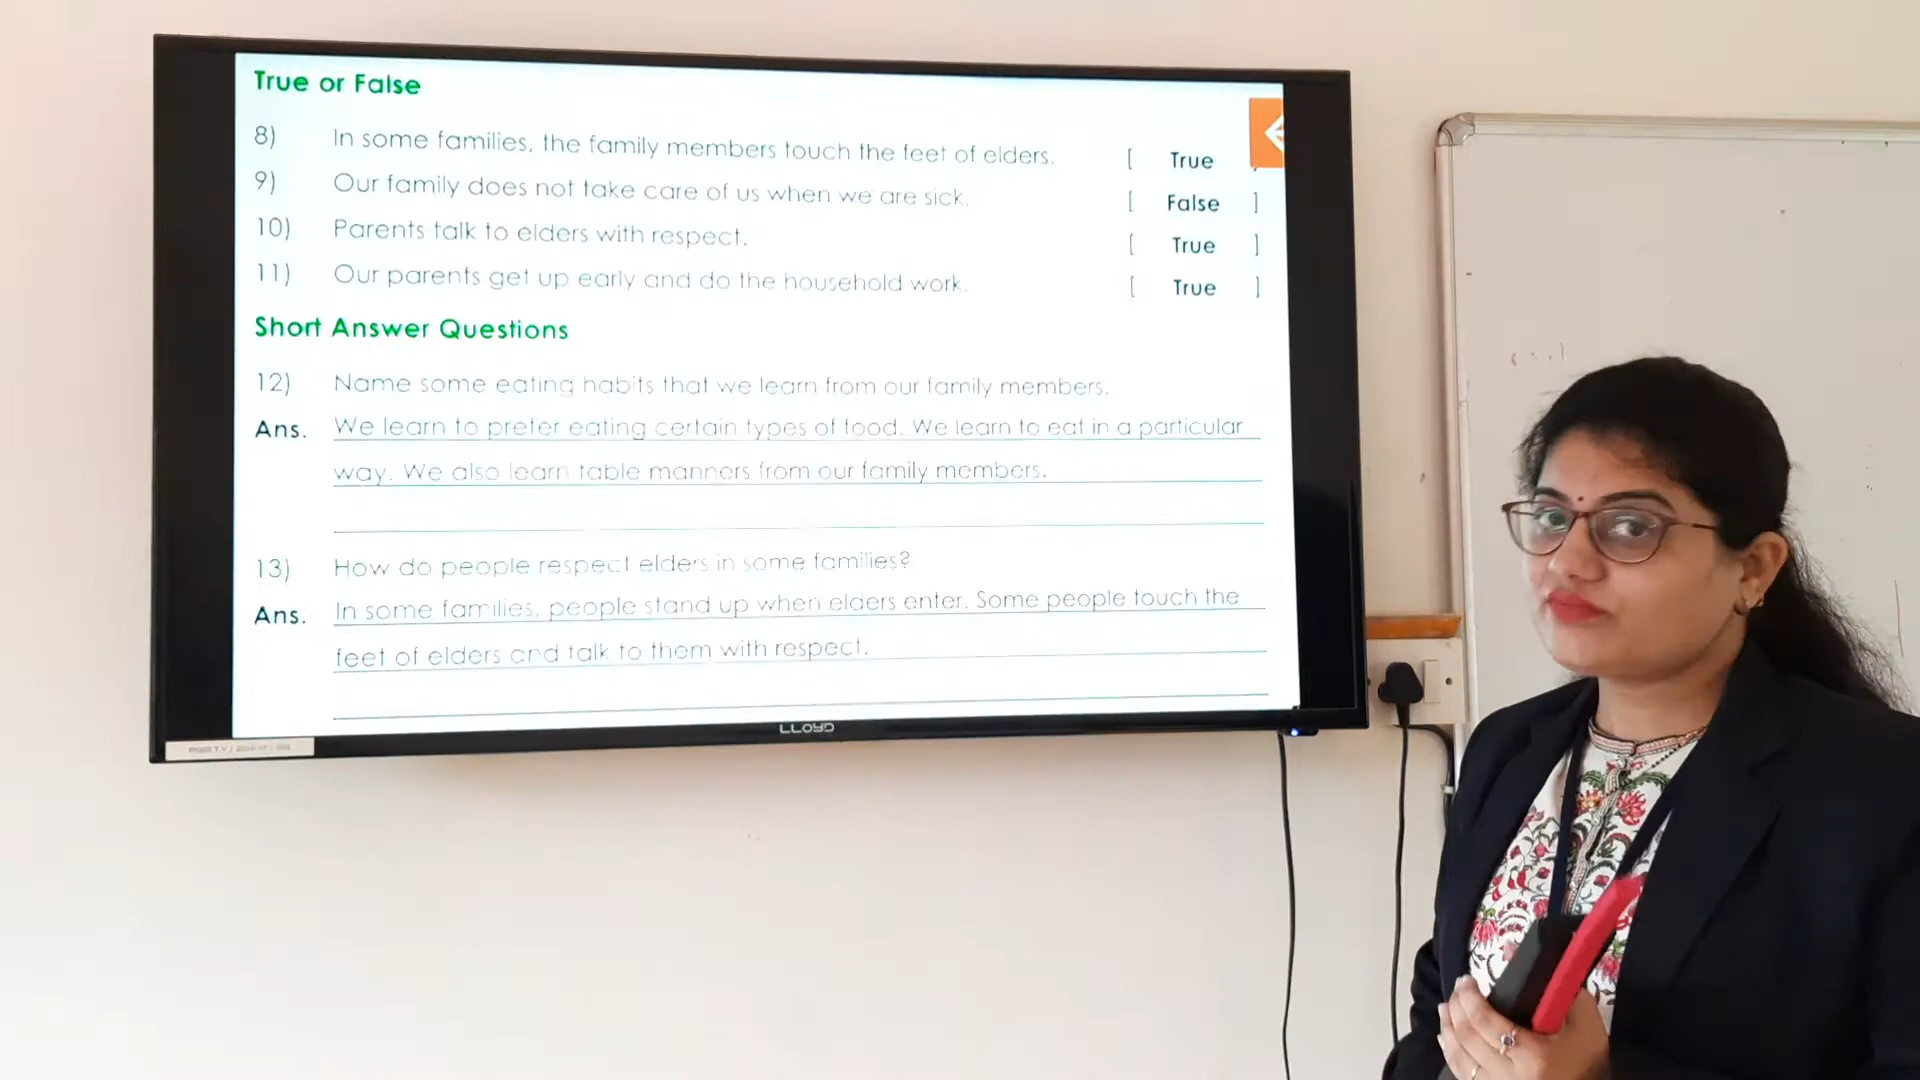 True or False
8) In some families, the family members touch the feet of elders. [ True
9) Our family does not take care of us when we are sick. [ False ]
10) Parents talk to elders with respect. [ True ]
11) Our parents get up early and do the household work. [ True ]
Short Answer Questions
12) Name some eating habits that we learn from our family members.
Ans. We learn to prefer eating certain types of food. We learn to eat in a particular
way. We also learn table manners from our family members.
13) How do people respect elders in some families?
Ans. In some families, people stand up when elders enter. Some people touch the
feet of elders and talk to them with respect.
LLOYD